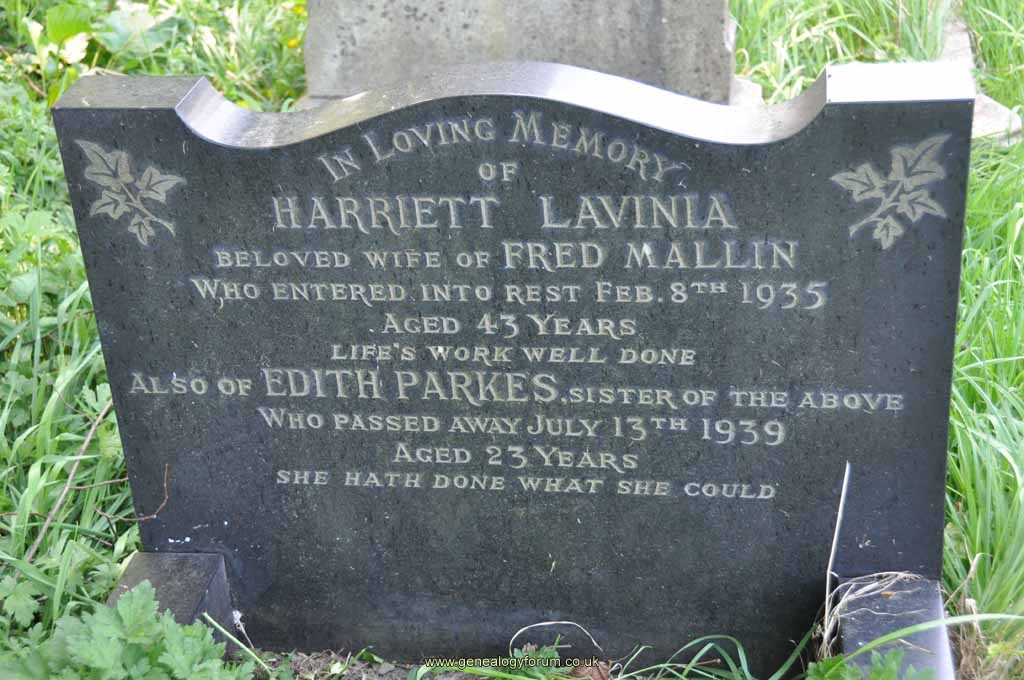 In Loving Memory
OF
HARRIETT LAVINIA
BELOVED WIFE OF FRED MALLIN
WHO ENTERED INTO REST FEB. 8TH 1935
AGED 43 YEARS
LIFE'S WORK WELL DONE
ALSO OF EDITH PARKES, SISTER OF THE ABOVE
WHO PASSED AWAY JULY 13TH 1939
AGED 23 YEARS
SHE HATH DONE WHAT SHE COULD
www.genealogyforum.co.uk